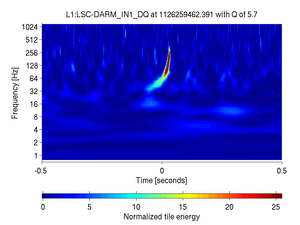 L1:LSC-DARM_IN1_DQ at 1126259462.391 with Q of 5.7
1024
512
256
128
64
32
16
8
4
2
1
Frequency [Hz]
-0.5 0 0.5
Time [seconds]
0 5 10 15 20 25
Normalized tile energy